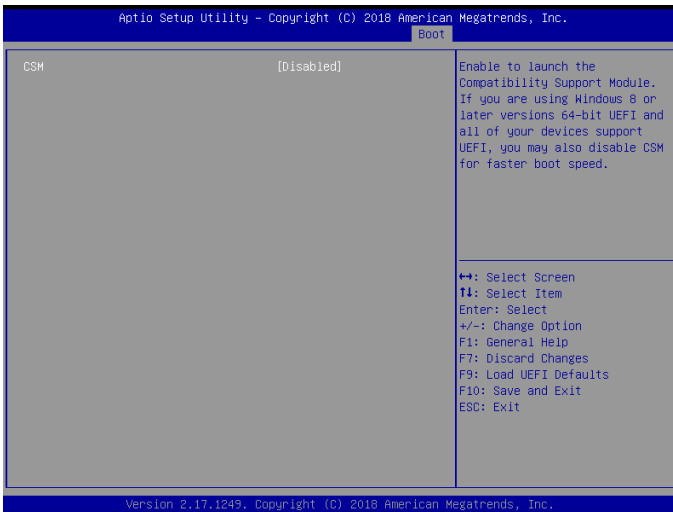 Aptio Setup Utility – Copyright (C) 2018 American Megatrends, Inc.
Boot
CSM [Disabled]
Enable to launch the
Compatibility Support Module.
If you are using Windows 8 or
later versions 64-bit UEFI and
all of your devices support
UEFI, you may also disable CSM
for faster boot speed.
↔: Select Screen
↑↓: Select Item
Enter: Select
+/-: Change Option
F1: General Help
F7: Discard Changes
F9: Load UEFI Defaults
F10: Save and Exit
ESC: Exit
Version 2.17.1249. Copyright (C) 2018 American Megatrends, Inc.